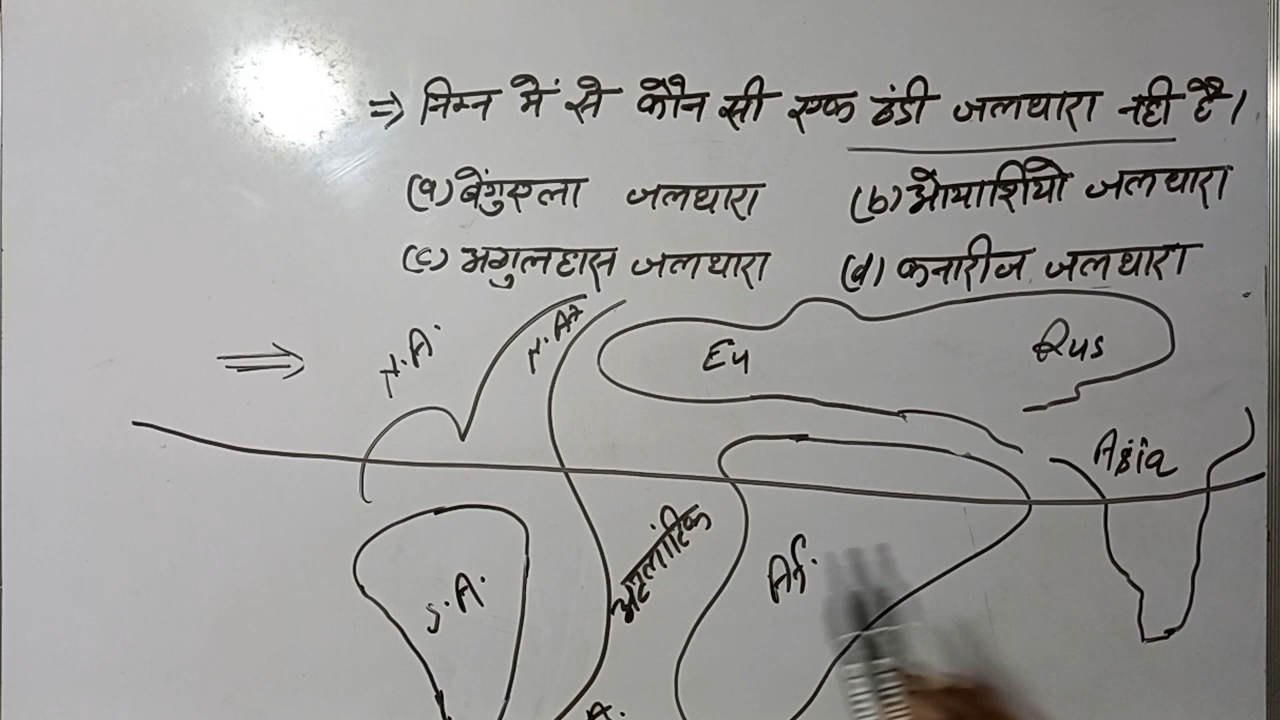 ⇒ निम्न में से कौन सी एक ठंडी जलधारा नही है।
(a) बेंगुएला जलधारा (b) ओयाशियो जलधारा
(c) अगुलहास जलधारा (d) कनारीज जलधारा
⇒ N.A. N.At Eu Rus
Asia
अटलांटिक Af.
S.A.
A.